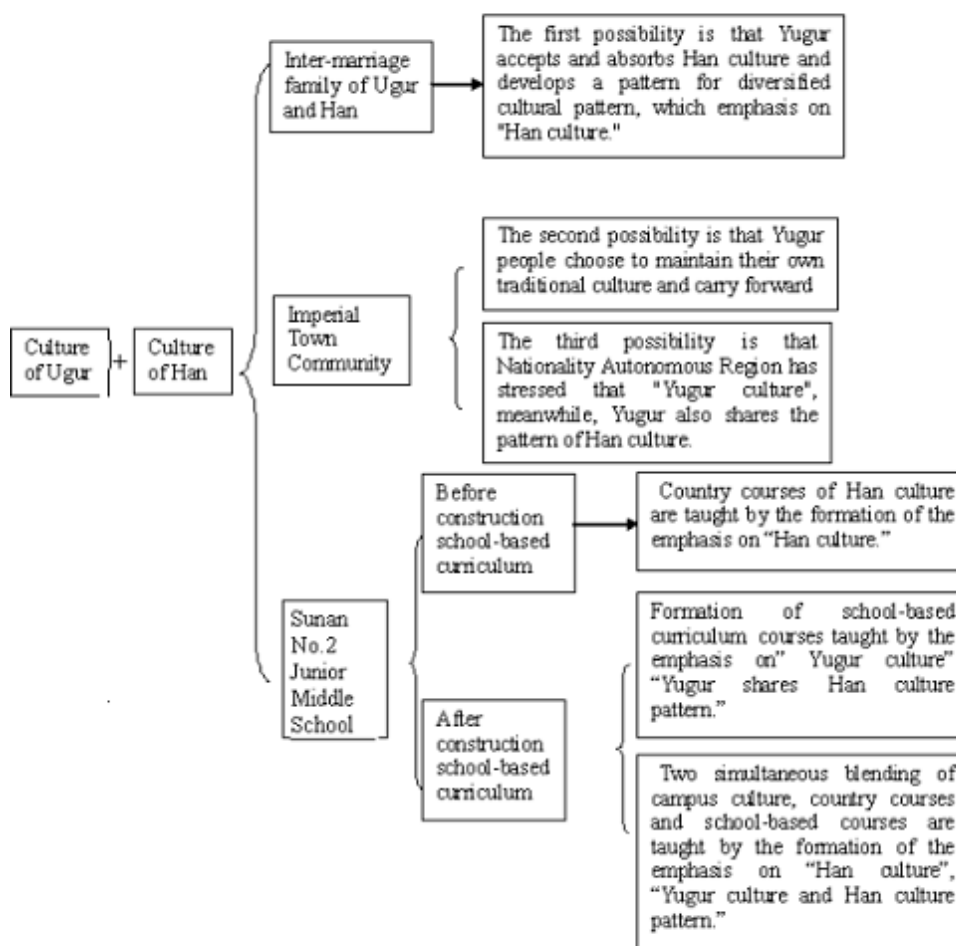 Culture
of Ugur
+
Culture
of Han
Inter-marriage
family of Ugur
and Han
The first possibility is that Yugur
accepts and absorbs Han culture and
develops a pattern for diversified
cultural pattern, which emphasis on
"Han culture."
Imperial
Town
Community
The second possibility is that Yugur
people choose to maintain their own
traditional culture and carry forward
The third possibility is that
Nationality Autonomous Region has
stressed that "Yugur culture",
meanwhile, Yugur also shares the
pattern of Han culture.
Sunan
No.2
Junior
Middle
School
Before
construction
school-based
curriculum
Country courses of Han culture
are taught by the formation of the
emphasis on “Han culture.”
After
construction
school-based
curriculum
Formation of school-based
curriculum courses taught by the
emphasis on” Yugur culture”
“Yugur shares Han culture
pattern.”
Two simultaneous blending of
campus culture, country courses
and school-based courses are
taught by the formation of the
emphasis on “Han culture”,
“Yugur culture and Han culture
pattern.”